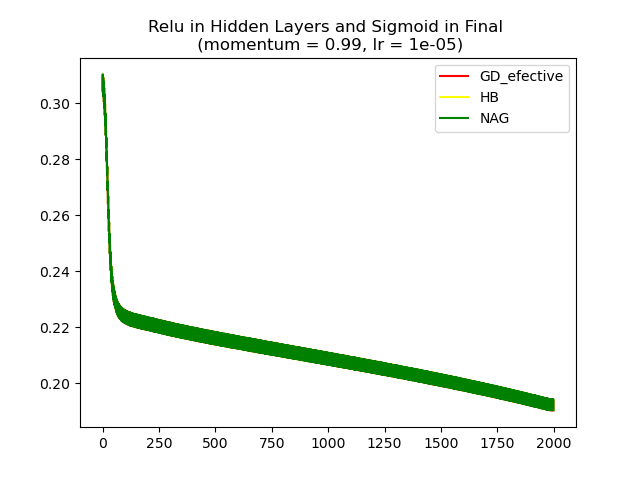 Relu in Hidden Layers and Sigmoid in Final
(momentum = 0.99, lr = 1e-05)
GD_efective
HB
NAG
0.30
0.28
0.26
0.24
0.22
0.20
0 250 500 750 1000 1250 1500 1750 2000